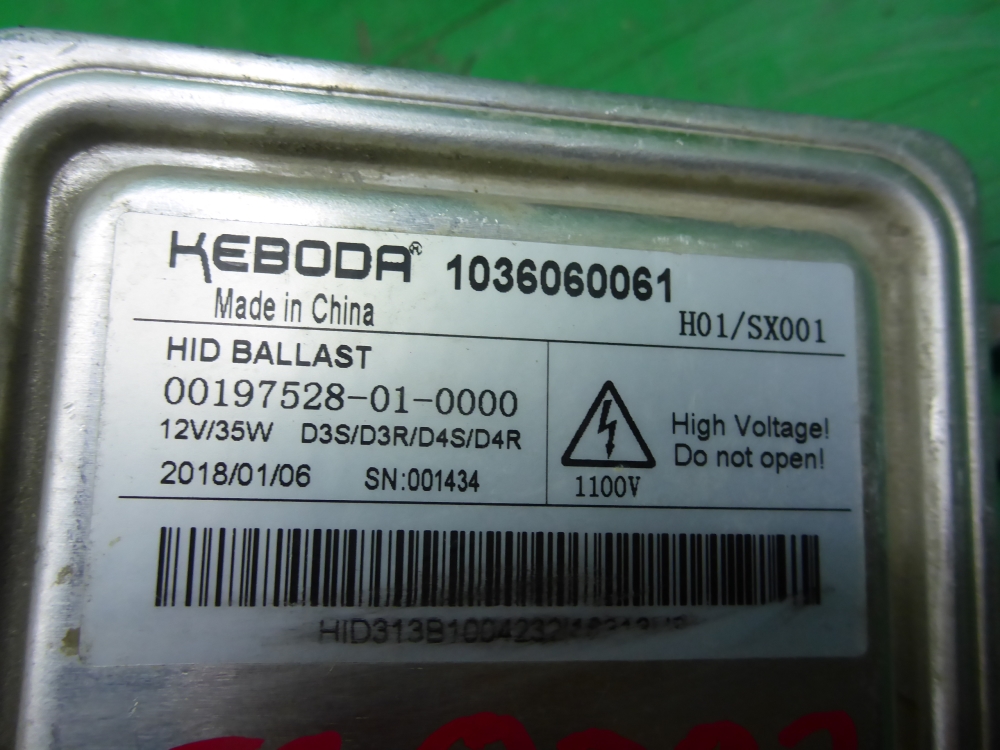 KEBODA® 1036060061
Made in China
H01/SX001
HID BALLAST
00197528-01-0000
12V/35W D3S/D3R/D4S/D4R
2018/01/06 SN:001434
High Voltage!
Do not open!
1100V